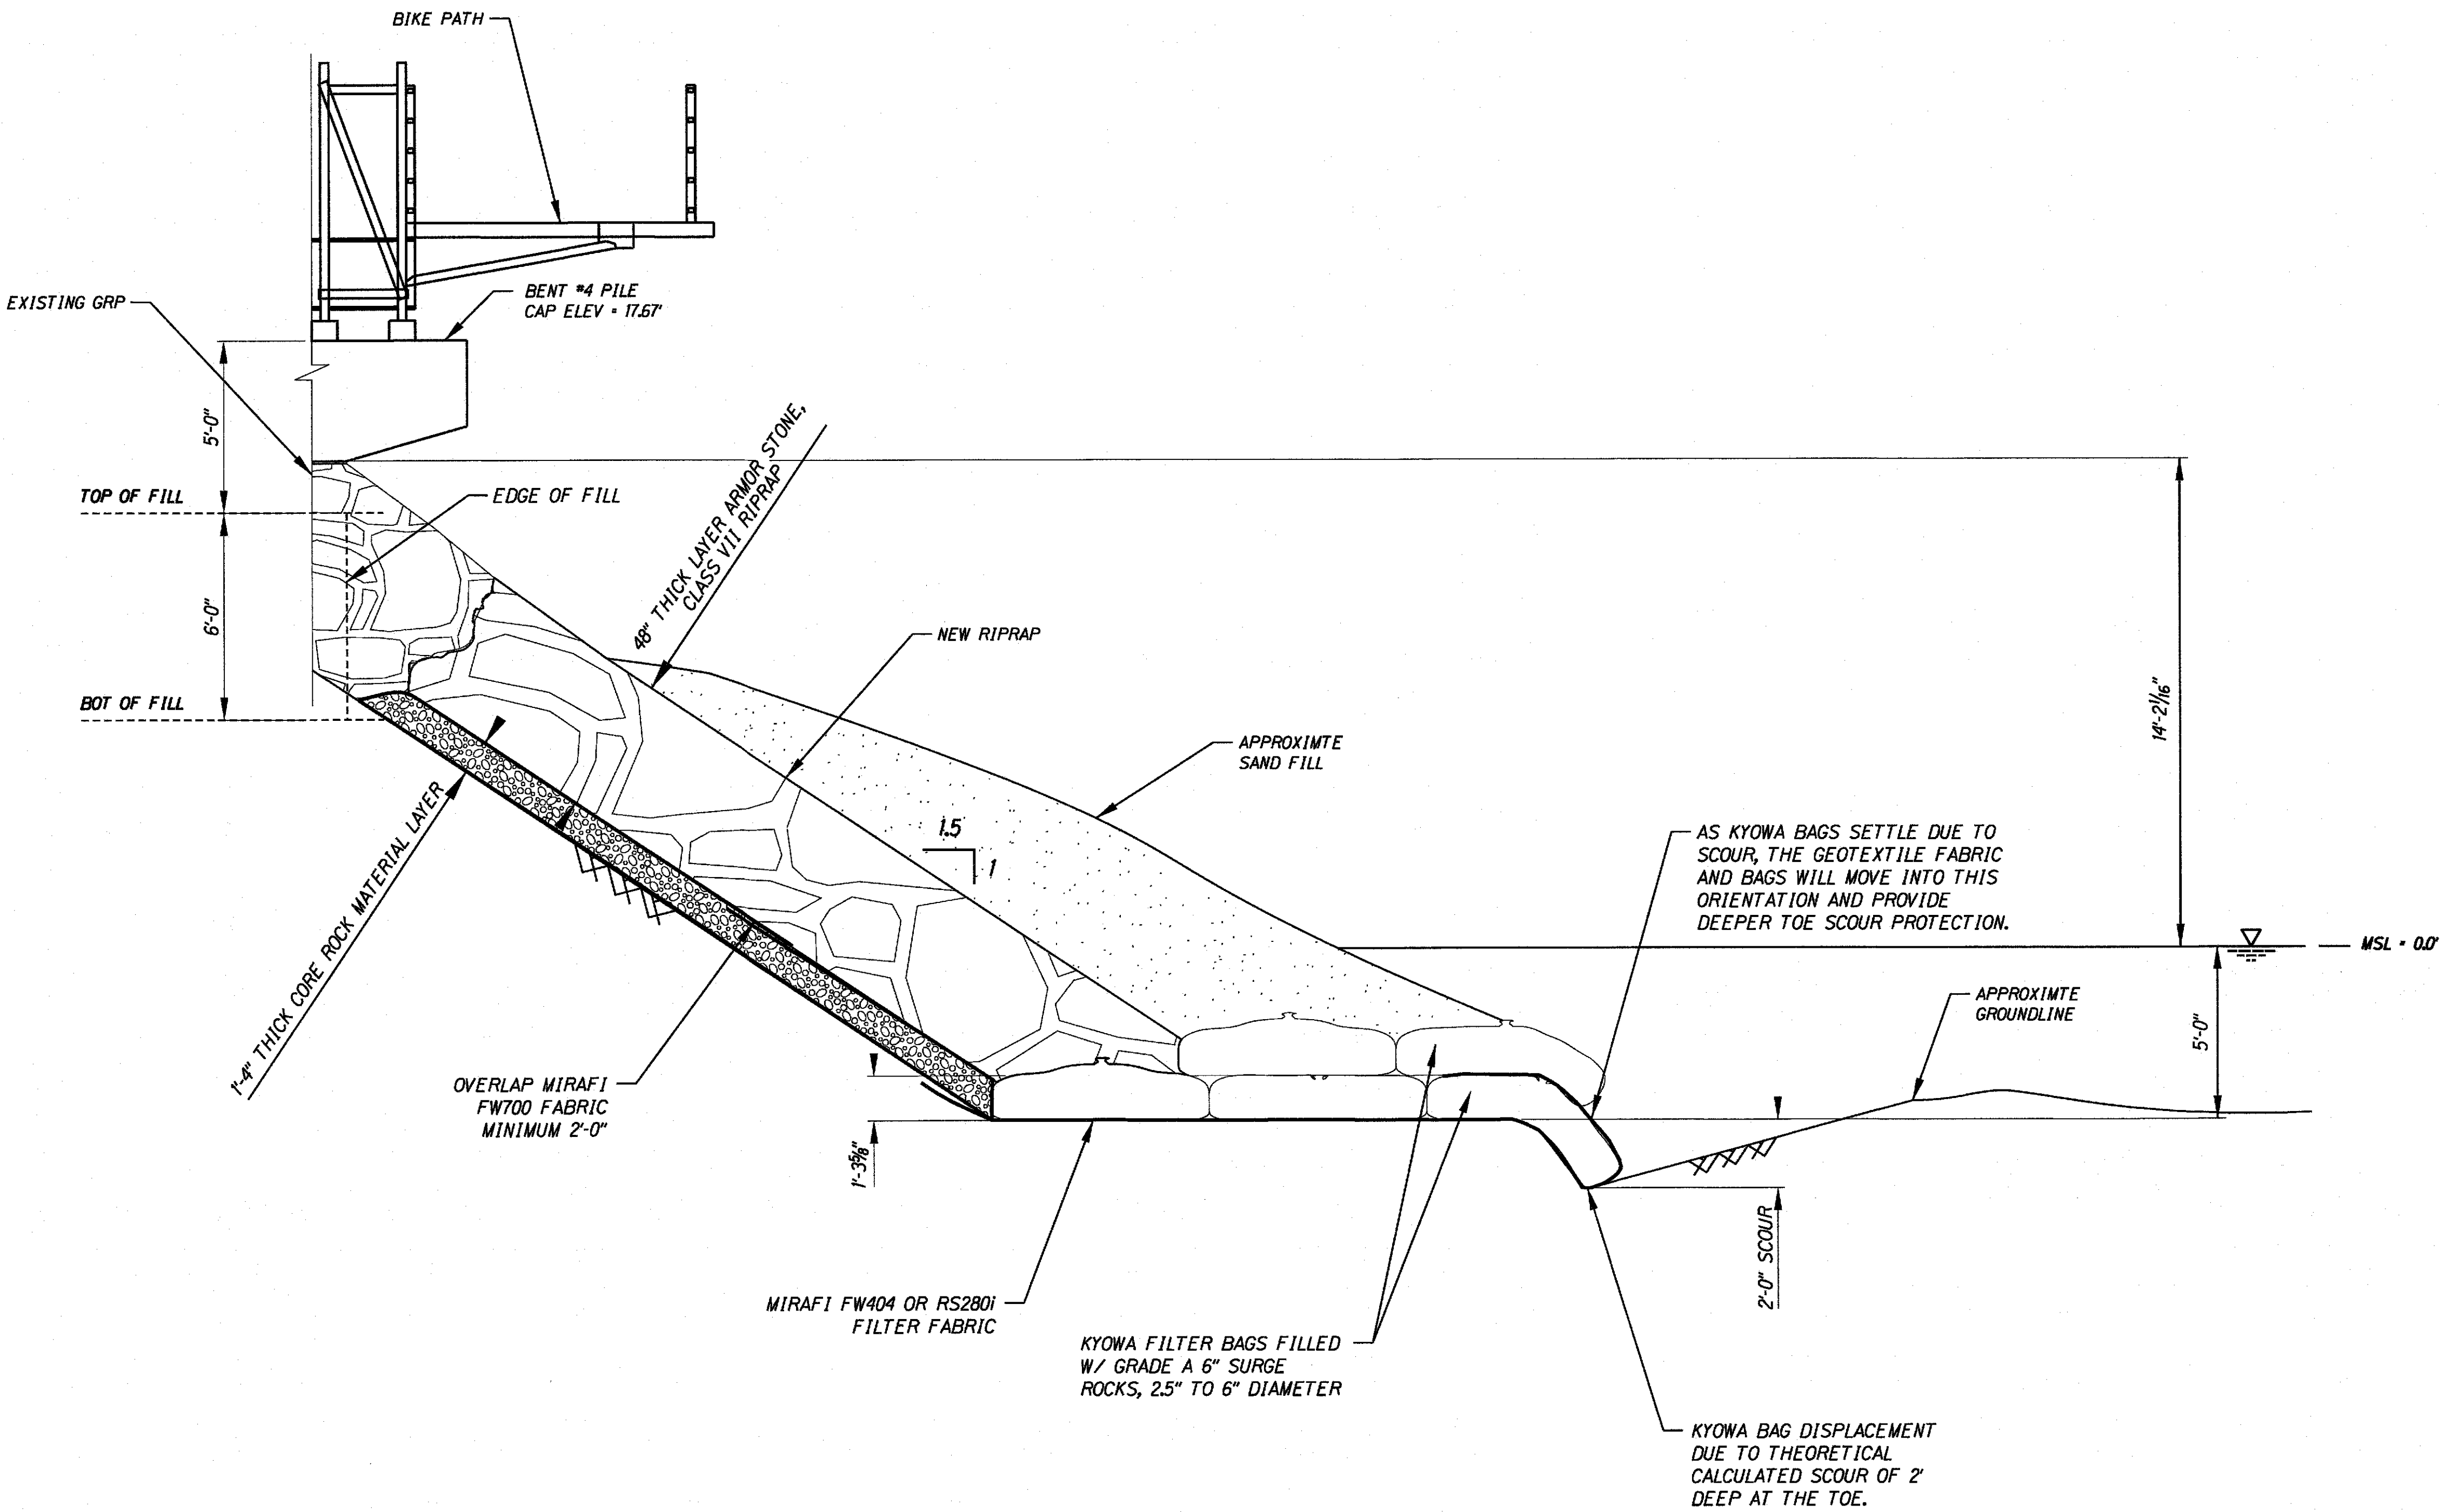 BIKE PATH
EXISTING GRP
BENT #4 PILE
CAP ELEV = 17.67'
5'-0"
TOP OF FILL
EDGE OF FILL
48" THICK LAYER ARMOR STONE,
CLASS VII RIPRAP
6'-0"
NEW RIPRAP
BOT OF FILL
14'-2 1/16"
APPROXIMTE
SAND FILL
1.5
1
AS KYOWA BAGS SETTLE DUE TO
SCOUR, THE GEOTEXTILE FABRIC
AND BAGS WILL MOVE INTO THIS
ORIENTATION AND PROVIDE
DEEPER TOE SCOUR PROTECTION.
MSL = 0.0'
1'-4" THICK CORE ROCK MATERIAL LAYER
APPROXIMTE
GROUNDLINE
5'-0"
OVERLAP MIRAFI
FW700 FABRIC
MINIMUM 2'-0"
1'-3 5/8"
2'-0" SCOUR
MIRAFI FW404 OR RS280i
FILTER FABRIC
KYOWA FILTER BAGS FILLED
W/ GRADE A 6" SURGE
ROCKS, 2.5" TO 6" DIAMETER
KYOWA BAG DISPLACEMENT
DUE TO THEORETICAL
CALCULATED SCOUR OF 2'
DEEP AT THE TOE.